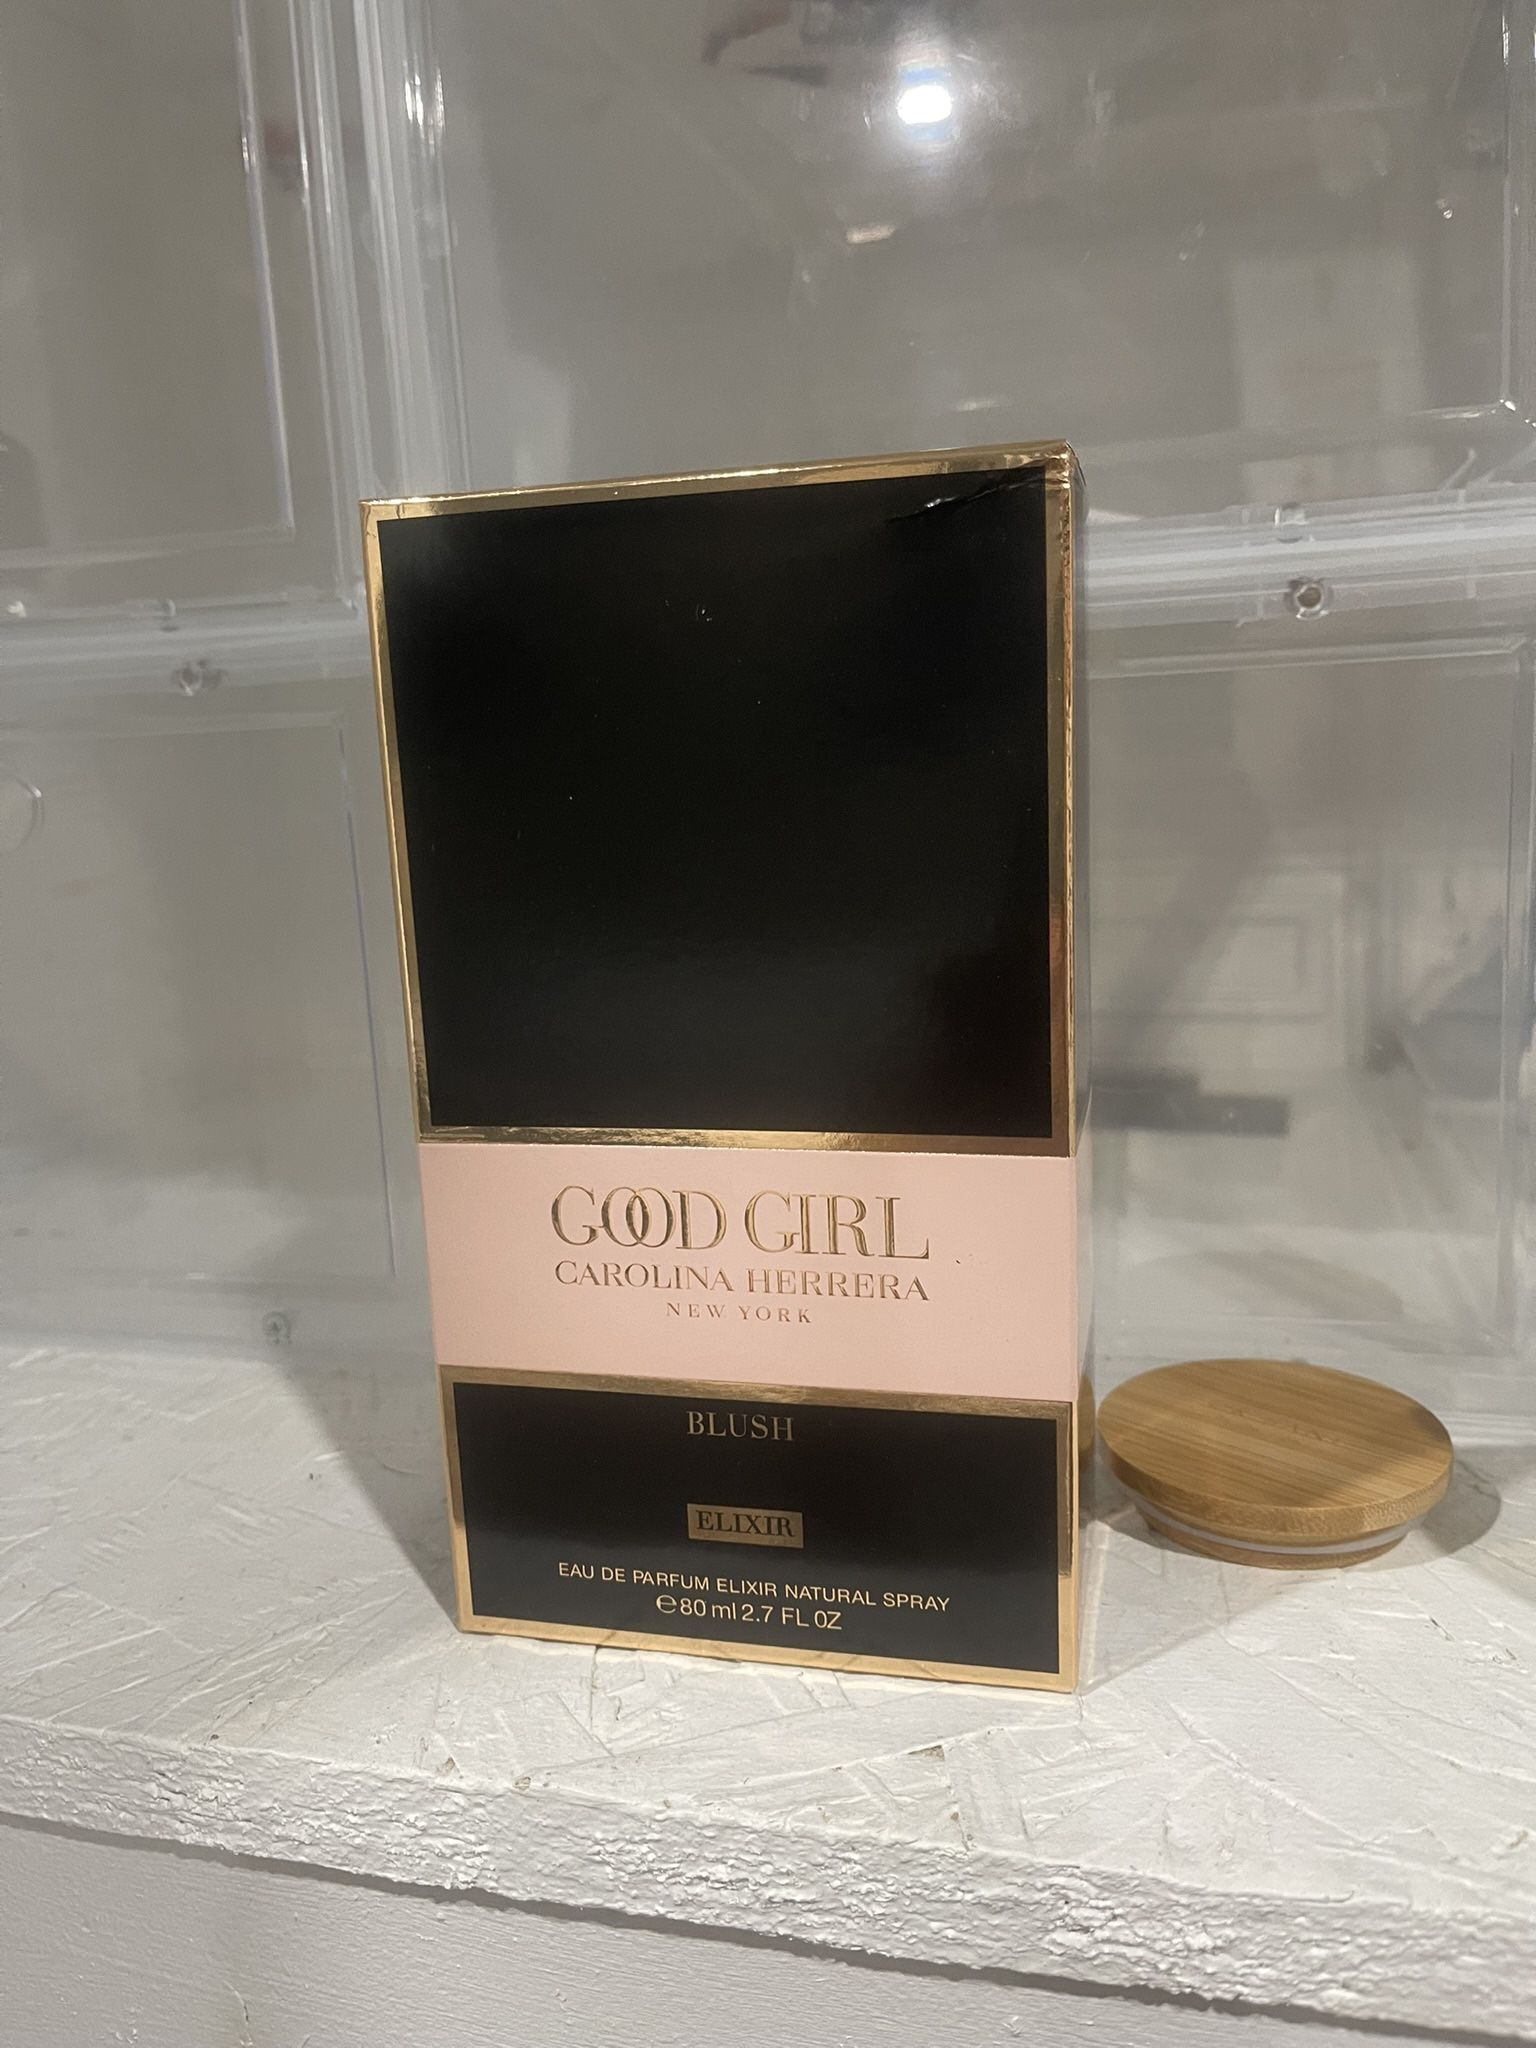 GOOD GIRL
CAROLINA HERRERA
NEW YORK
BLUSH
ELIXIR
EAU DE PARFUM ELIXIR NATURAL SPRAY
℮80 ml 2.7 FL OZ